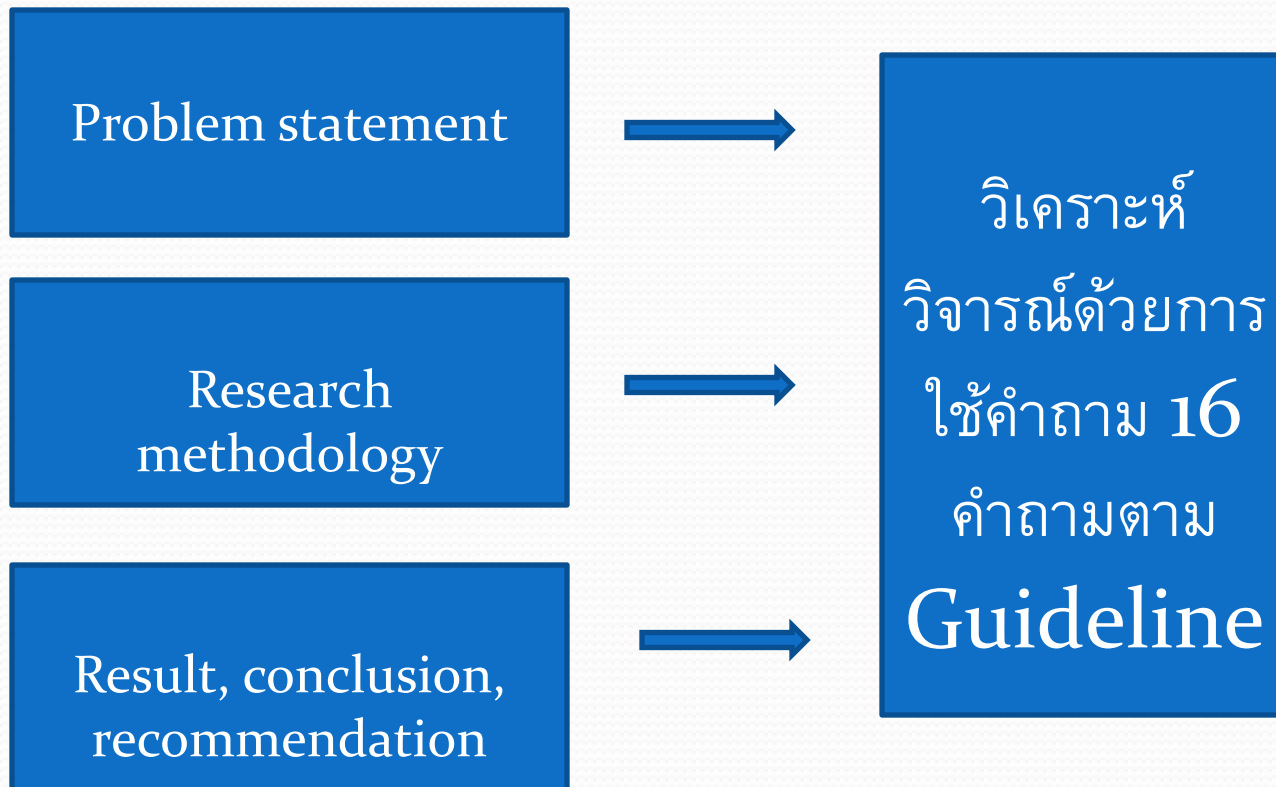 Problem statement
Research
methodology
Result, conclusion,
recommendation
วิเคราะห์
วิจารณ์ด้วยการ
ใช้คำถาม 16
คำถามตาม
Guideline